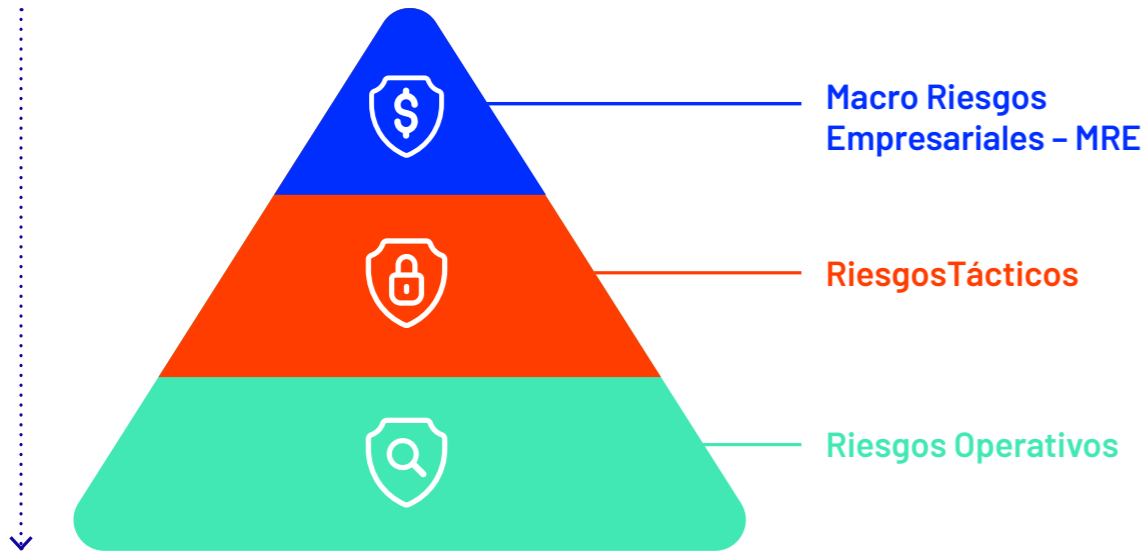 Macro Riesgos
Empresariales – MRE
RiesgosTácticos
Riesgos Operativos